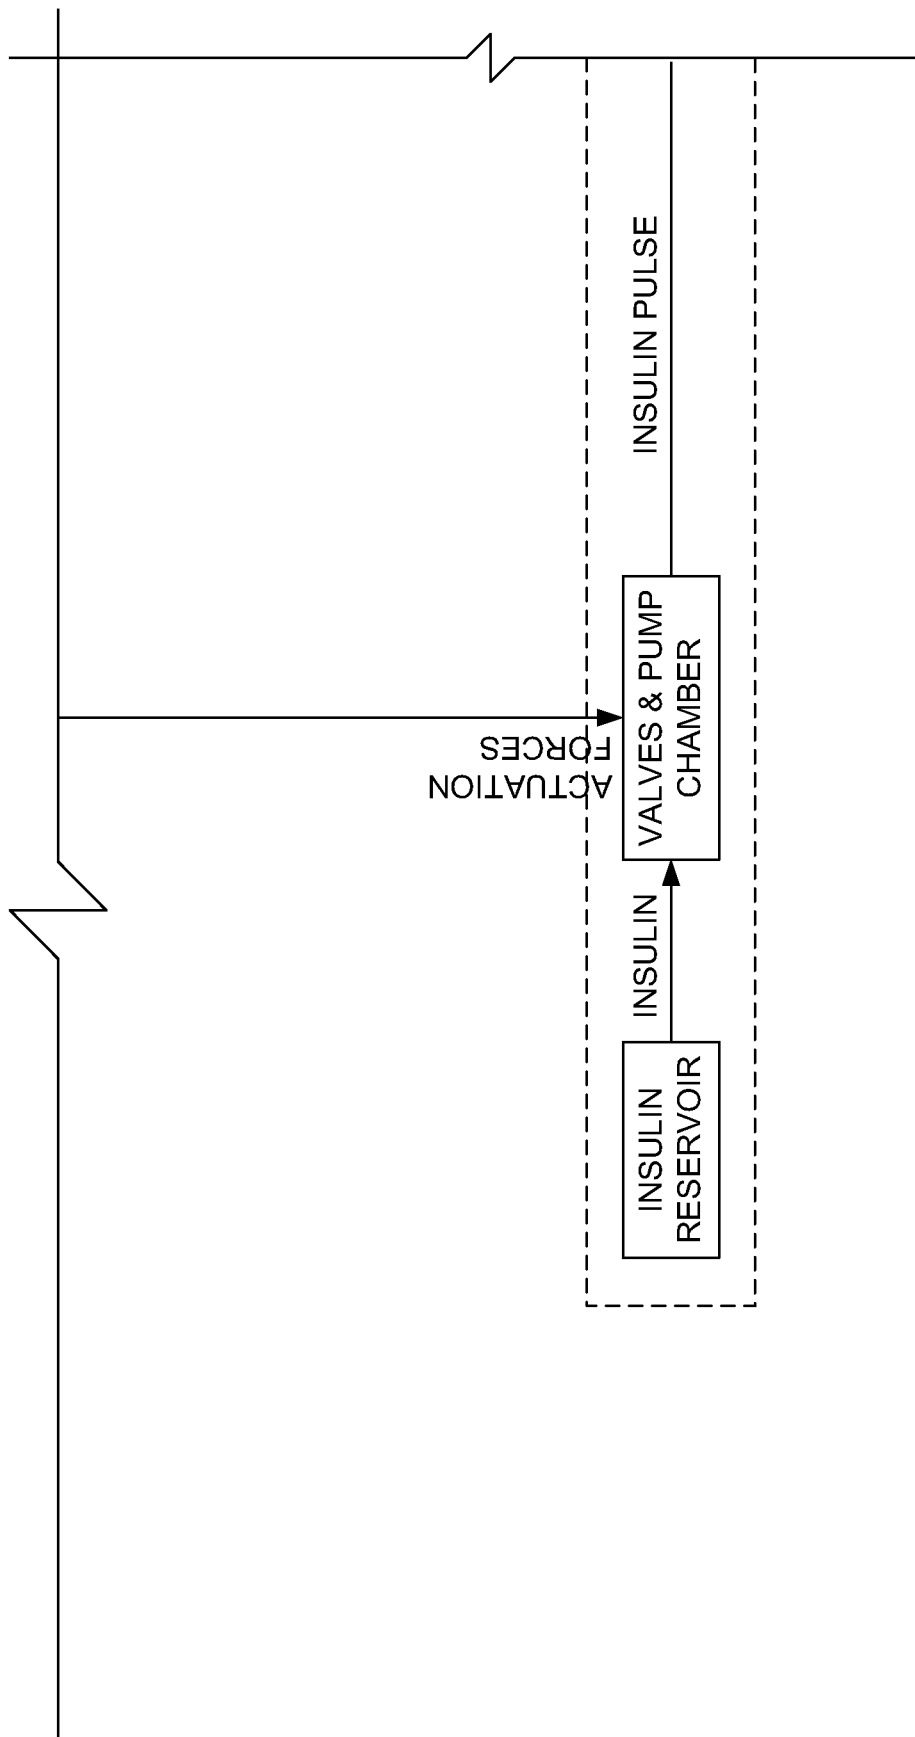 INSULIN
RESERVOIR
INSULIN
VALVES & PUMP
CHAMBER
ACTUATION
FORCES
INSULIN PULSE